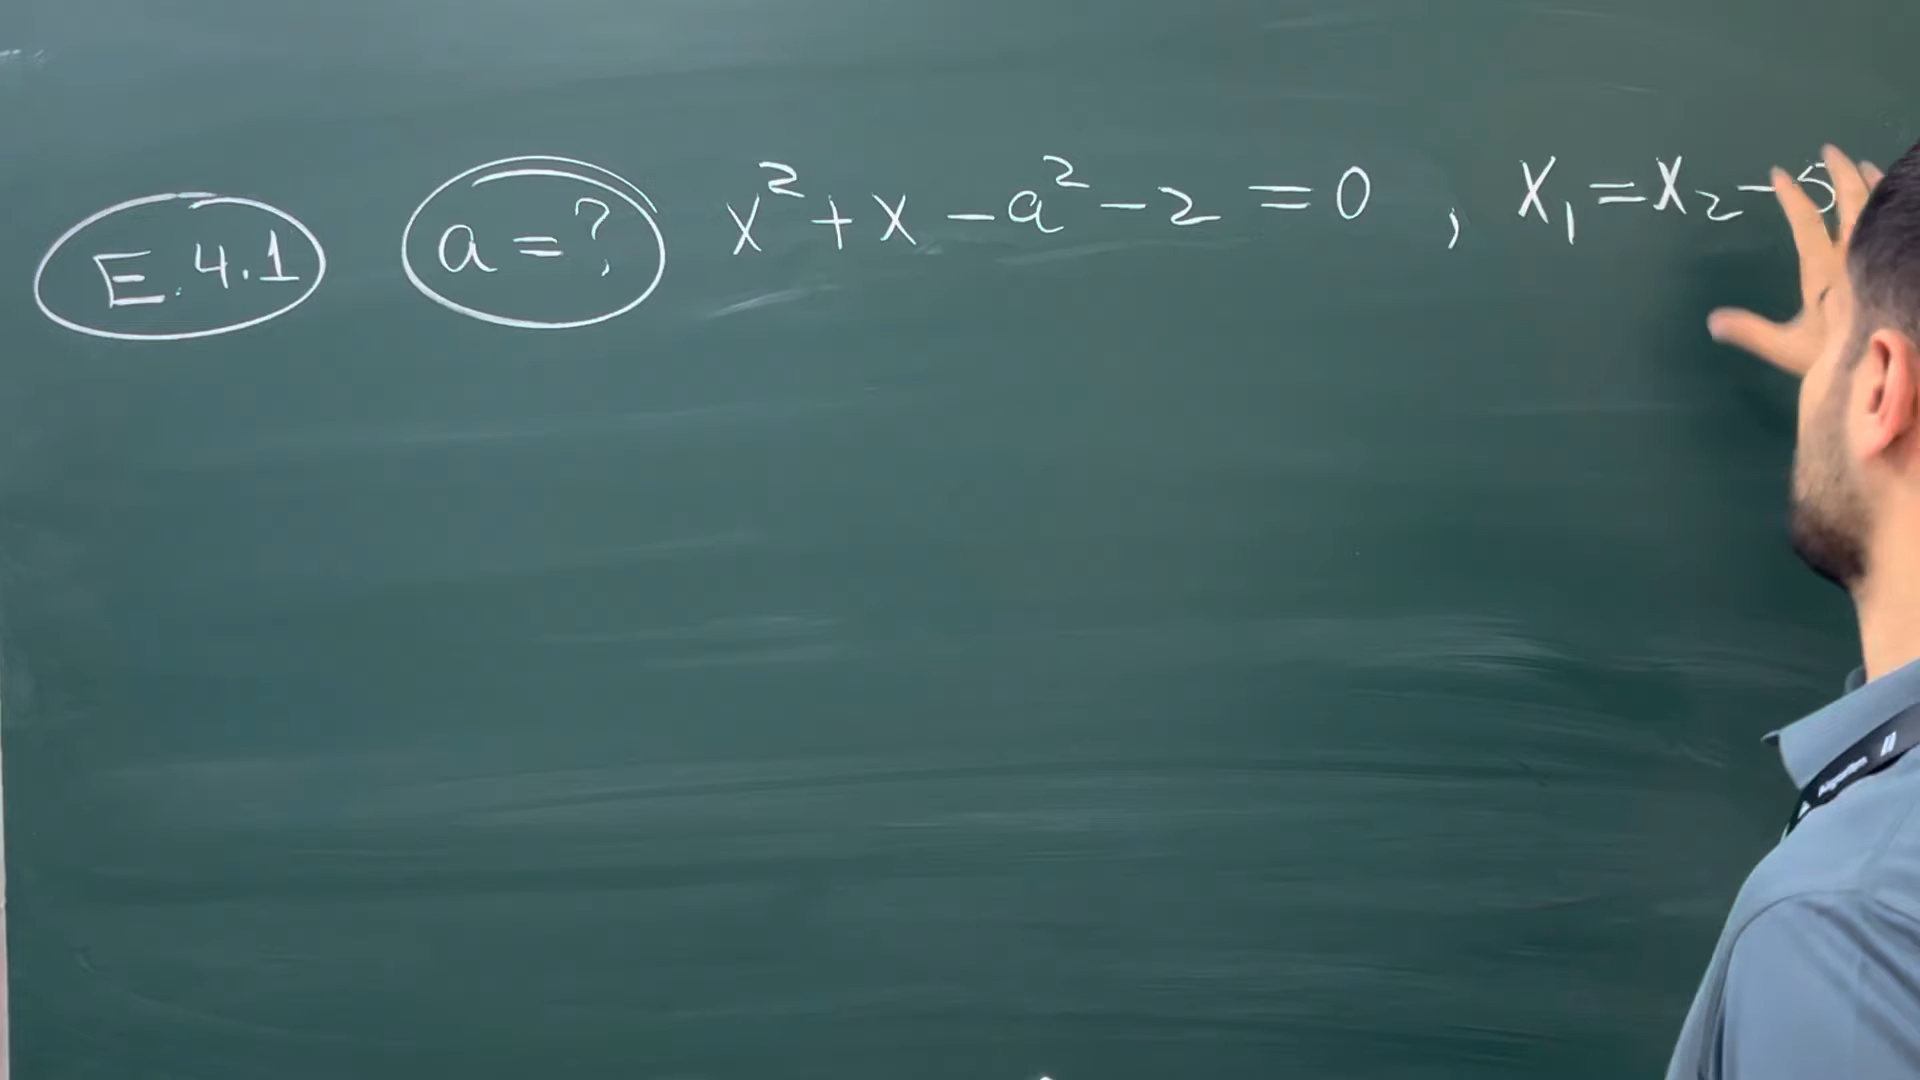 E.4.1 a=? x²+x-a²-2=0 , x₁=x₂-5